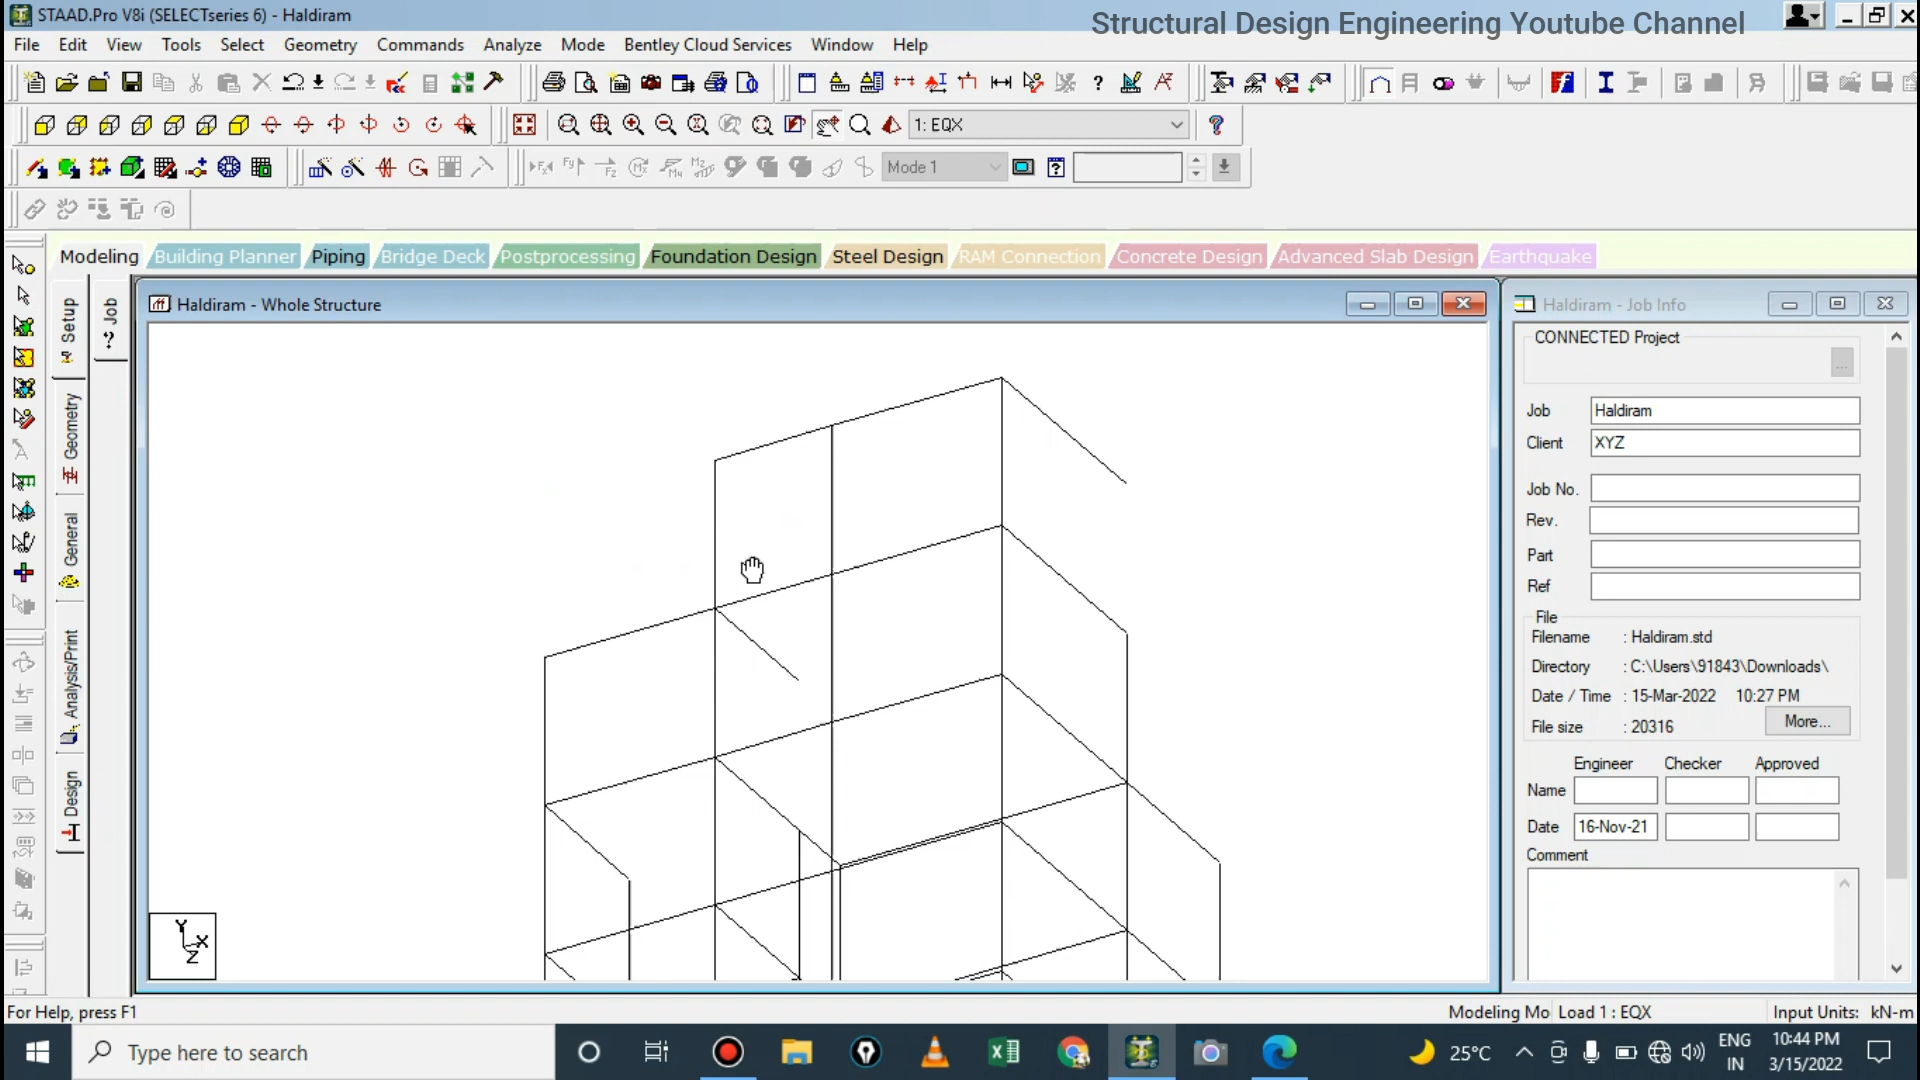 STAAD.Pro V8i (SELECTseries 6) - Haldiram
Structural Design Engineering Youtube Channel
File Edit View Tools Select Geometry Commands Analyze Mode Bentley Cloud Services Window Help
1: EQX
Mode 1
Modeling Building Planner Piping Bridge Deck Postprocessing Foundation Design Steel Design RAM Connection Concrete Design Advanced Slab Design Earthquake
Setup
Geometry
General
Analysis/Print
Design
Job
Haldiram - Whole Structure
Y
X
Z
Haldiram - Job Info
CONNECTED Project
...
Job Haldiram
Client XYZ
Job No.
Rev.
Part
Ref
File
Filename : Haldiram.std
Directory : C:\Users\91843\Downloads\
Date / Time : 15-Mar-2022 10:27 PM
File size : 20316 More...
Engineer Checker Approved
Name
Date 16-Nov-21
Comment
For Help, press F1
Modeling Mo Load 1 : EQX Input Units: kN-m
Type here to search
25°C
ENG
IN
10:44 PM
3/15/2022